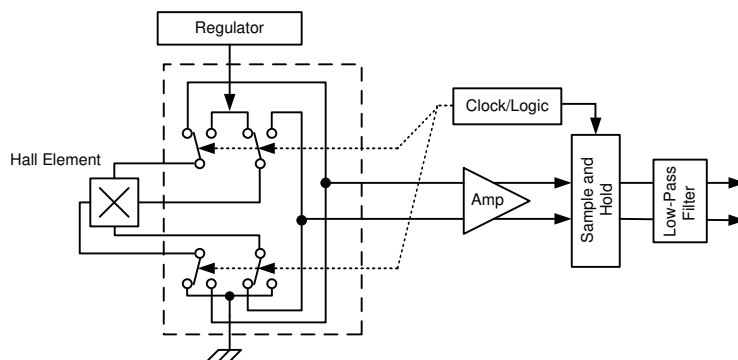 Regulator
Clock/Logic
Hall Element
Amp
Sample and
Hold
Low-Pass
Filter